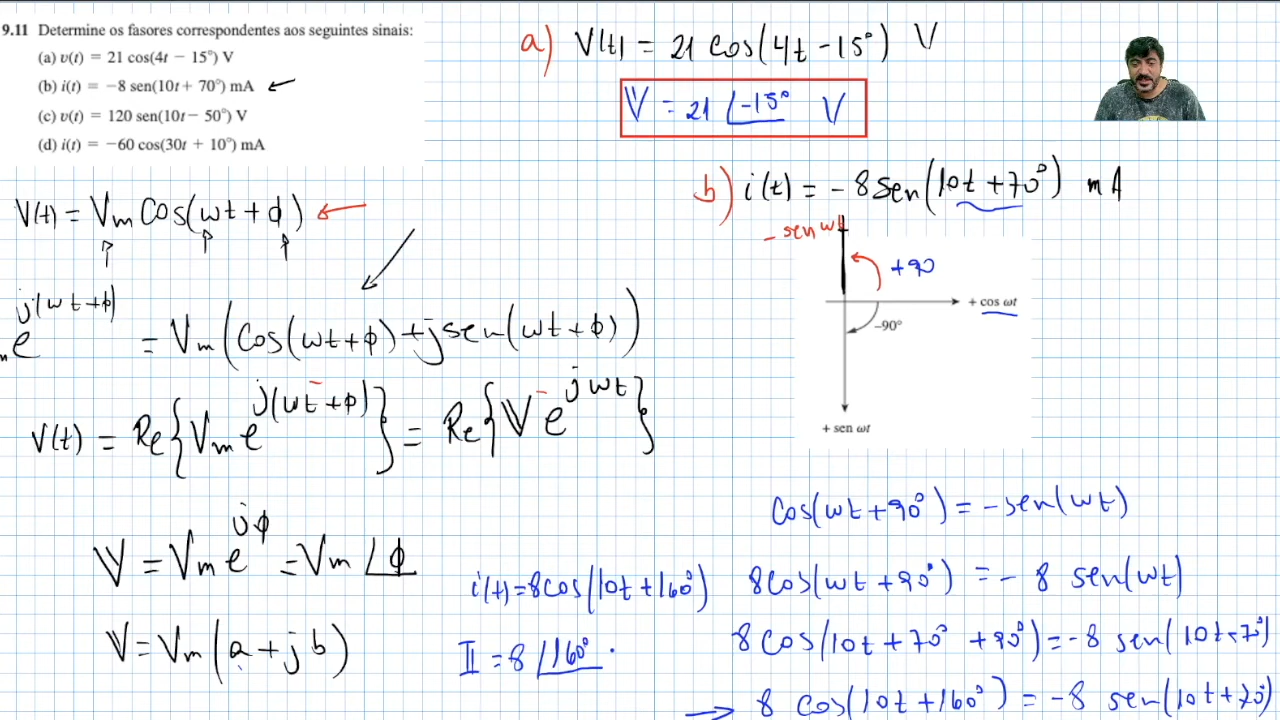 9.11 Determine os fasores correspondentes aos seguintes sinais:
(a) v(t) = 21 cos(4t − 15°) V
(b) i(t) = −8 sen(10t + 70°) mA
(c) v(t) = 120 sen(10t − 50°) V
(d) i(t) = −60 cos(30t + 10°) mA
a) V(t) = 21 cos(4t − 15°) V
V = 21 ∠−15° V
b) i(t) = − 8 sen(10t + 70°) mA
V(t) = Vm Cos(ωt + ϕ)
− sen ωt
+90
+ cos ωt
−90°
+ sen ωt
e^j(ωt+ϕ) = Vm(Cos(ωt+ϕ) + j sen(ωt+ϕ))
V(t) = Re{Vm e^j(ωt+ϕ)} = Re{V e^jωt}
V = Vm e^jϕ = Vm ∠ϕ
V = Vm(a + jb)
i(t) = 8cos(10t + 160°)
I = 8 ∠160°
Cos(ωt + 90°) = − sen(ωt)
8cos(ωt + 90°) = − 8 sen(ωt)
8 cos(10t + 70° + 90°) = −8 sen(10t + 70°)
→ 8 cos(10t + 160°) = −8 sen(10t + 70°)